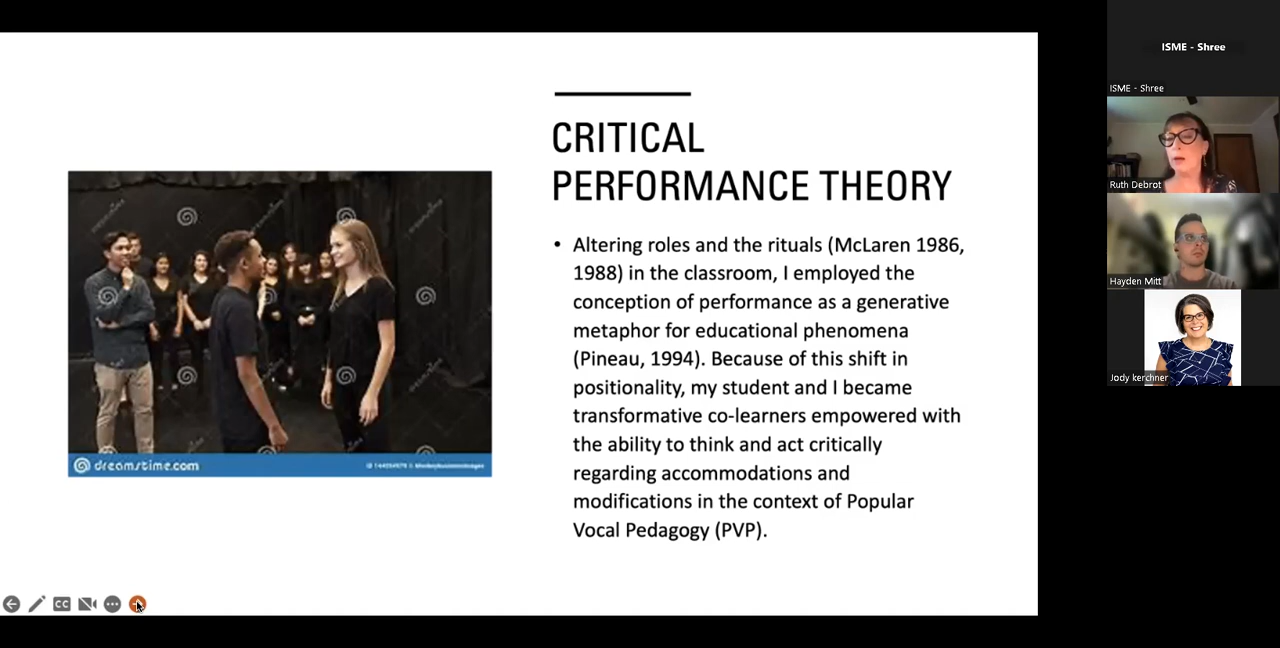 CRITICAL
PERFORMANCE THEORY
• Altering roles and the rituals (McLaren 1986,
1988) in the classroom, I employed the
conception of performance as a generative
metaphor for educational phenomena
(Pineau, 1994). Because of this shift in
positionality, my student and I became
transformative co-learners empowered with
the ability to think and act critically
regarding accommodations and
modifications in the context of Popular
Vocal Pedagogy (PVP).
dreamstime.com
CC
ISME - Shree
ISME - Shree
Ruth Debrot
Hayden Mitt
Jody kerchner